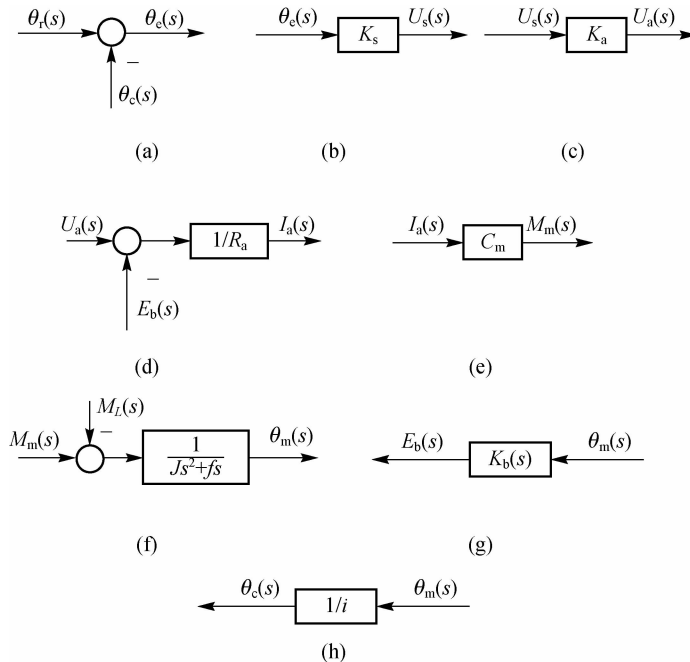 θr(s) θe(s) − θc(s)
(a)
θe(s) Ks Us(s)
(b)
Us(s) Ka Ua(s)
(c)
Ua(s) 1/Ra Ia(s) − Eb(s)
(d)
Ia(s) Cm Mm(s)
(e)
ML(s) − Mm(s) 1 θm(s)
Js²+fs
(f)
Eb(s) Kb(s) θm(s)
(g)
θc(s) 1/i θm(s)
(h)